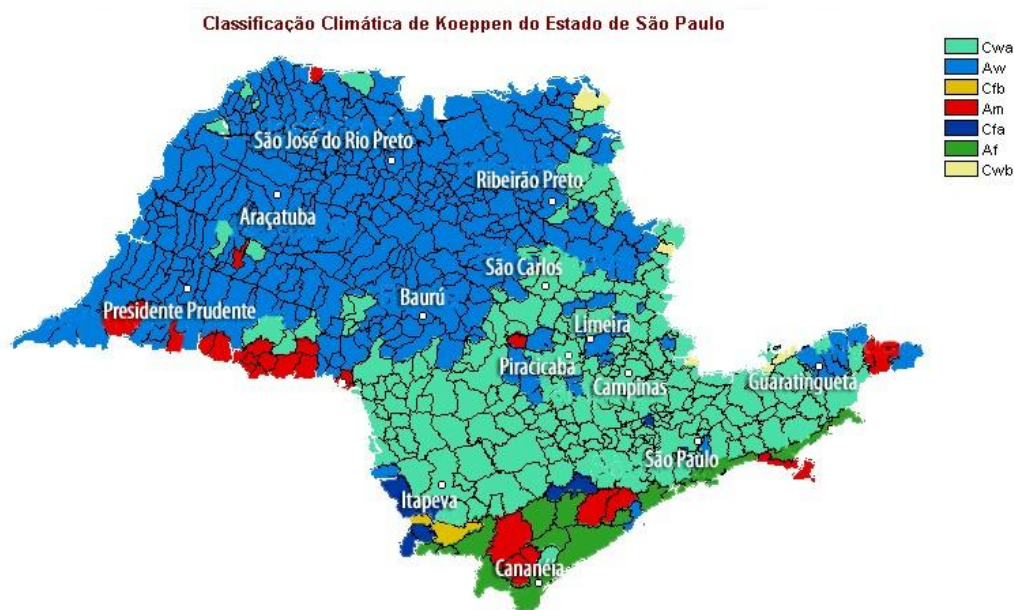 Classificação Climática de Koeppen do Estado de São Paulo
Cwa
Aw
Cfb
Am
Cfa
Af
Cwb
São José do Rio Preto
Ribeirão Preto
Araçatuba
São Carlos
Presidente Prudente
Baurú
Limeira
Piracicaba
Campinas
Guaratinguetá
São Paulo
Itapeva
Cananéia